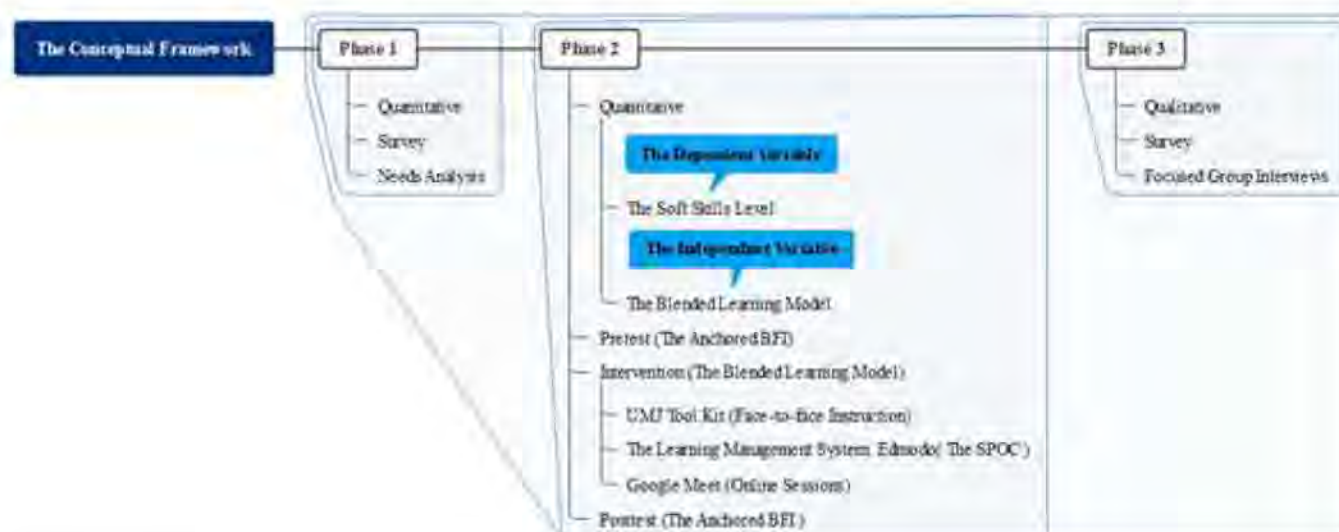 The Conceptual Framework
Phase 1
Quantitative
Survey
Needs Analysis
Phase 2
Quantitative
The Dependent Variable
The Soft Skills Level
The Independent Variable
The Blended Learning Model
Pretest (The Anchored BFI)
Intervention (The Blended Learning Model)
UMJ Tool Kit (Face-to-face Instruction)
The Learning Management System, Edmodo( The SPOC )
Google Meet (Online Sessions)
Posttest (The Anchored BFI )
Phase 3
Qualitative
Survey
Focused Group Interviews